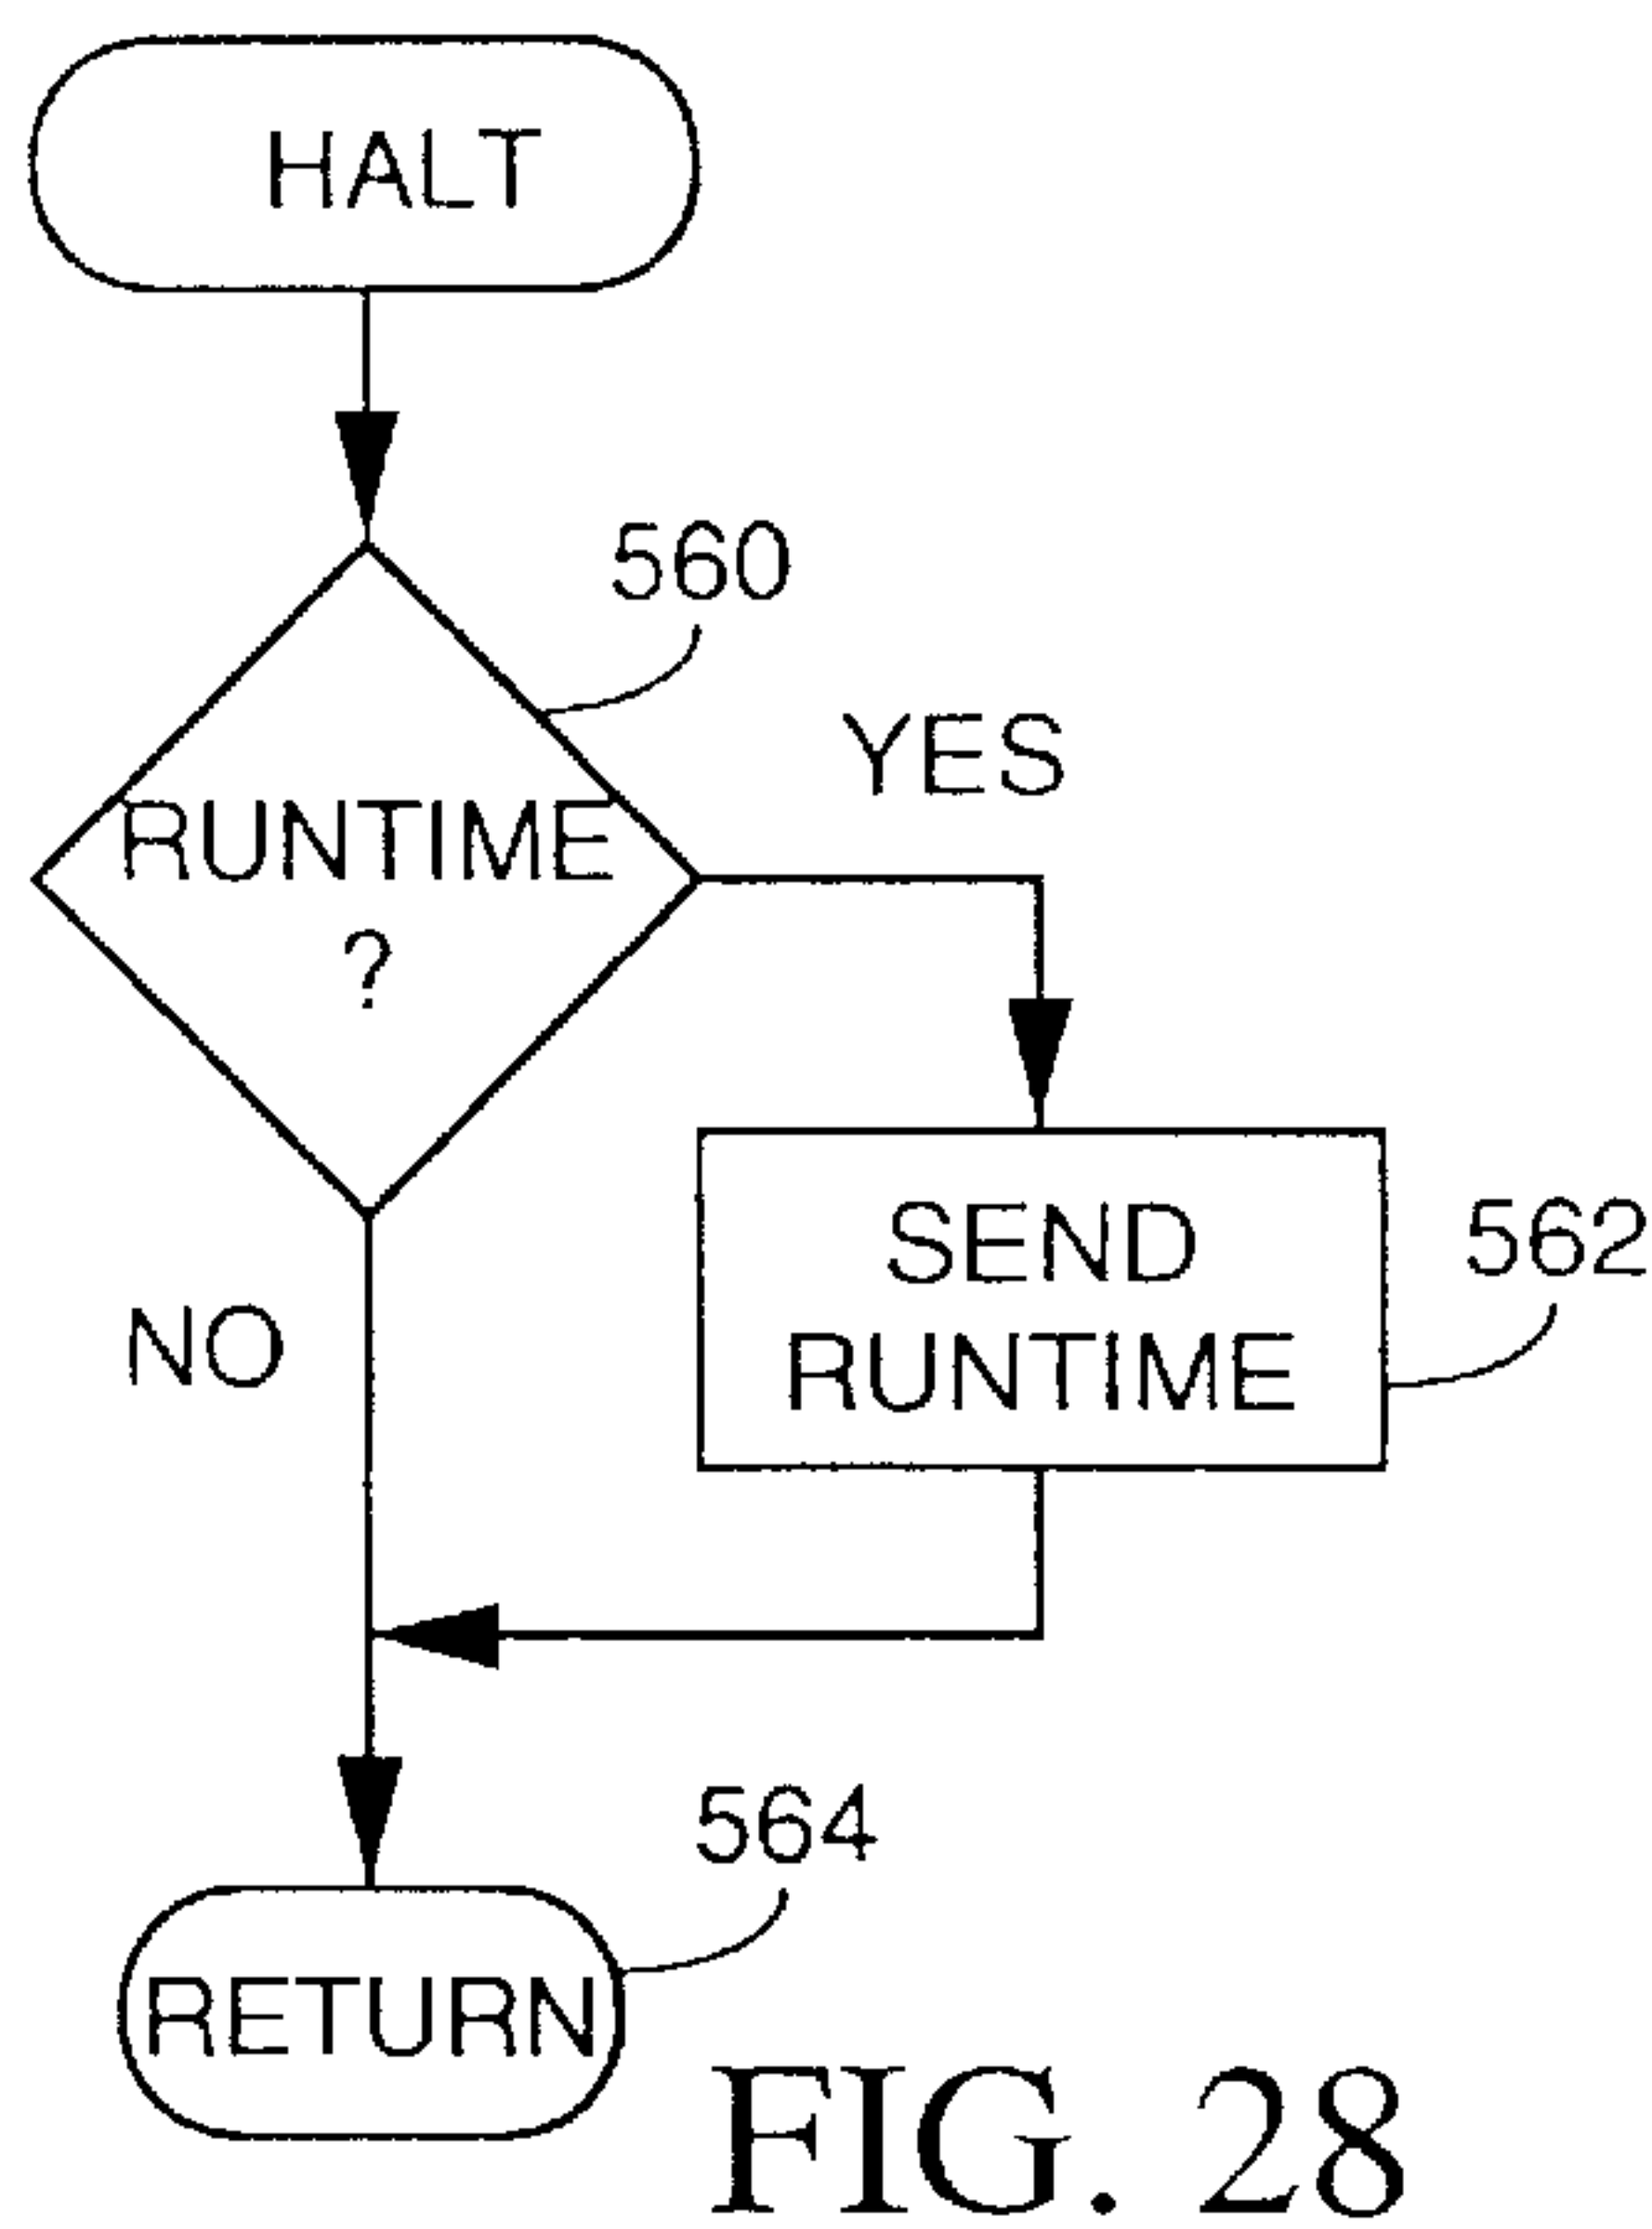 HALT
560
RUNTIME
?
YES
NO
SEND
RUNTIME
562
564
RETURN
FIG. 28